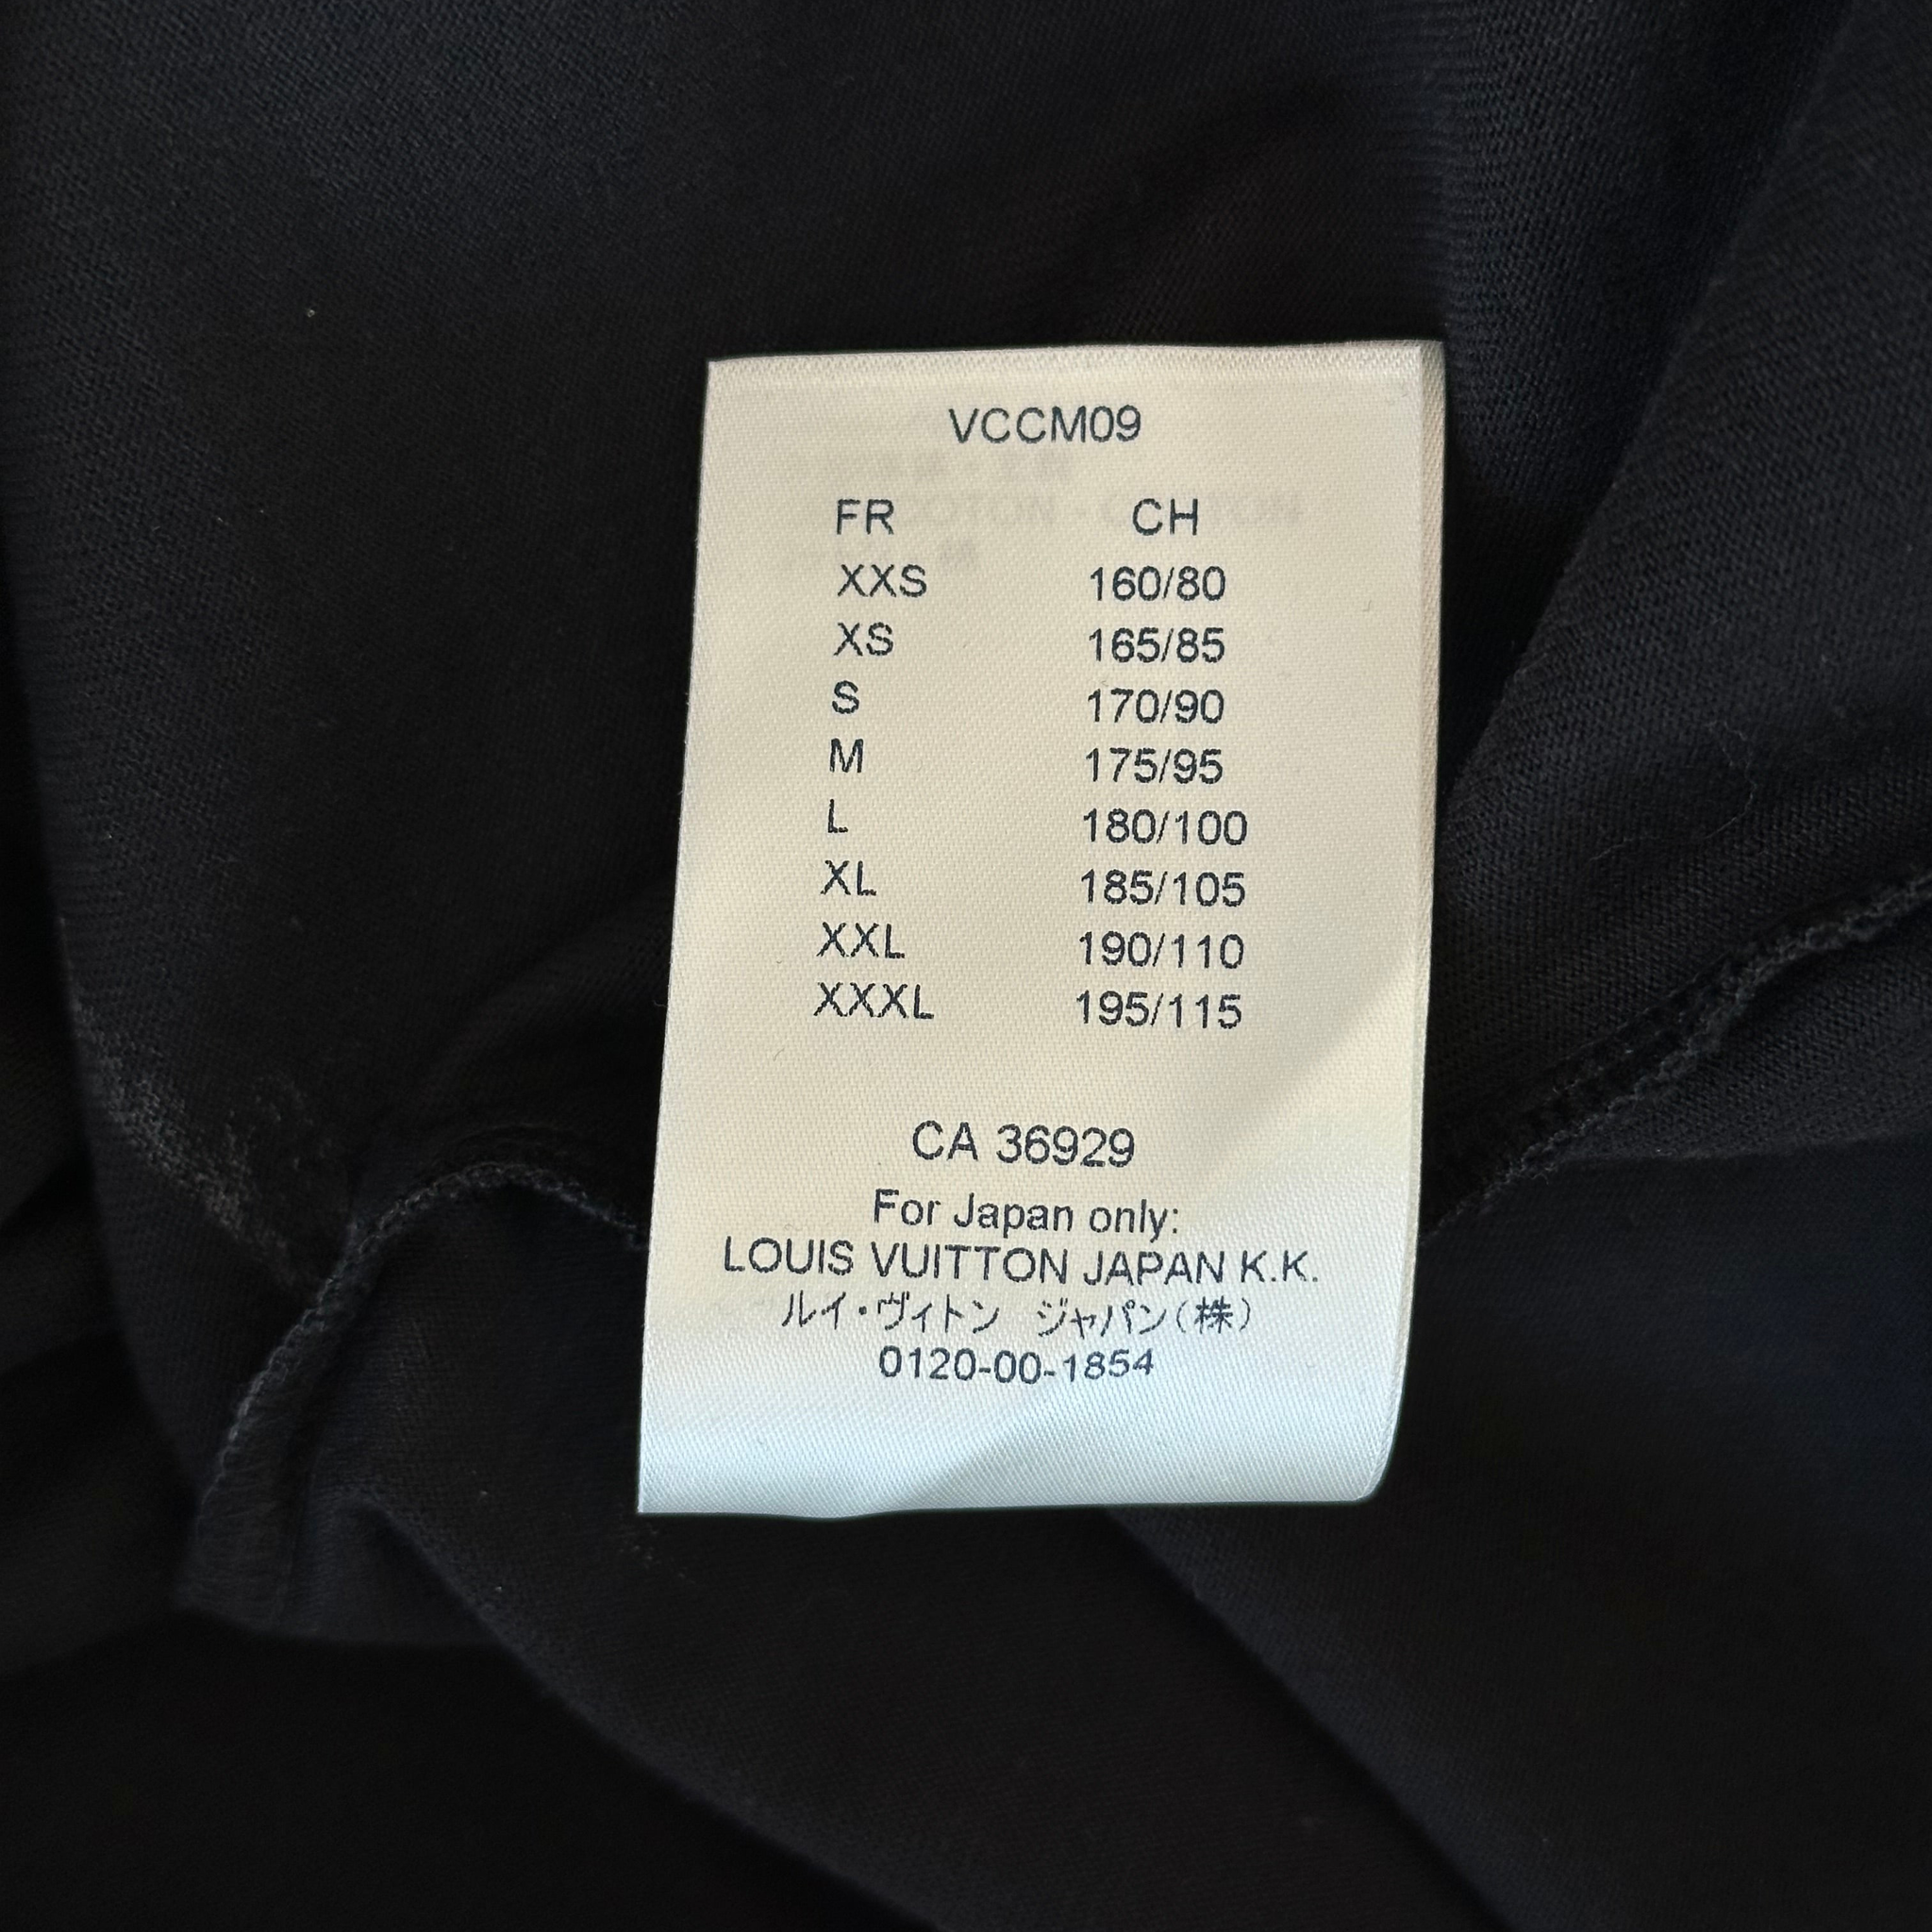 VCCM09
FR CH
XXS 160/80
XS 165/85
S 170/90
M 175/95
L 180/100
XL 185/105
XXL 190/110
XXXL 195/115
CA 36929
For Japan only:
LOUIS VUITTON JAPAN K.K.
ルイ・ヴィトン ジャパン(株)
0120-00-1854